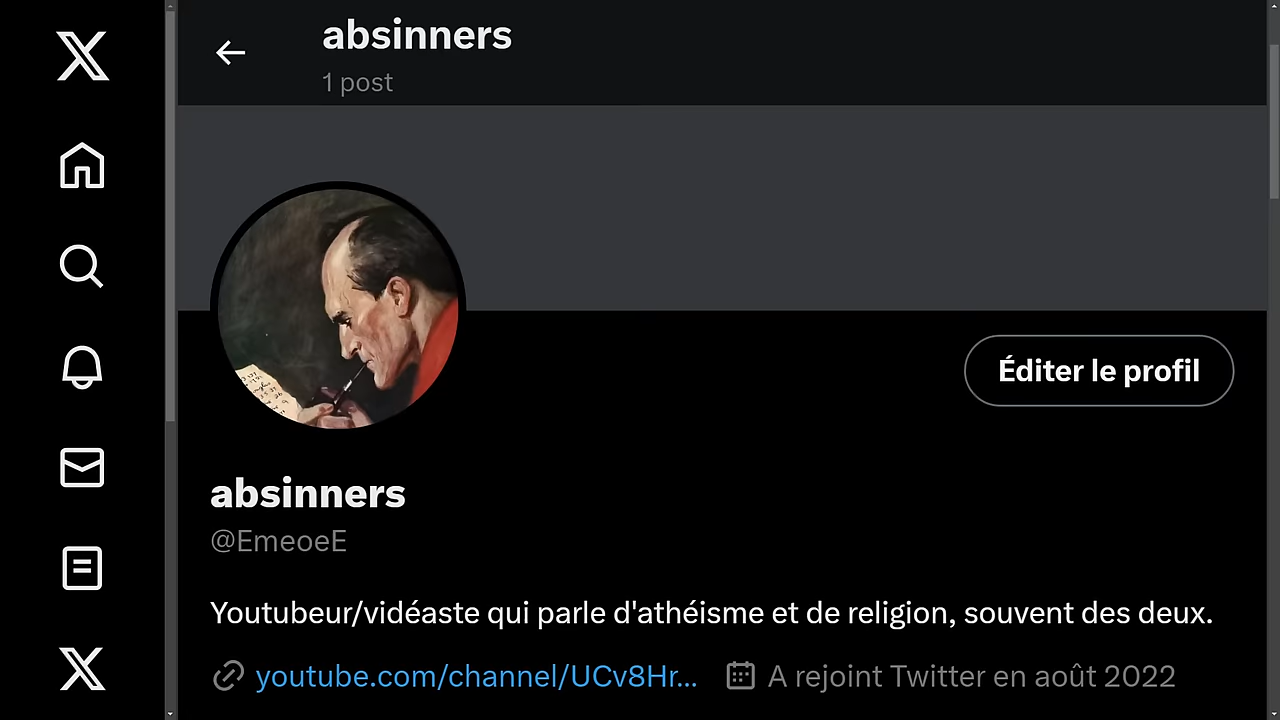 absinners
1 post
Éditer le profil
absinners
@EmeoeE
Youtubeur/vidéaste qui parle d'athéisme et de religion, souvent des deux.
youtube.com/channel/UCv8Hr... A rejoint Twitter en août 2022